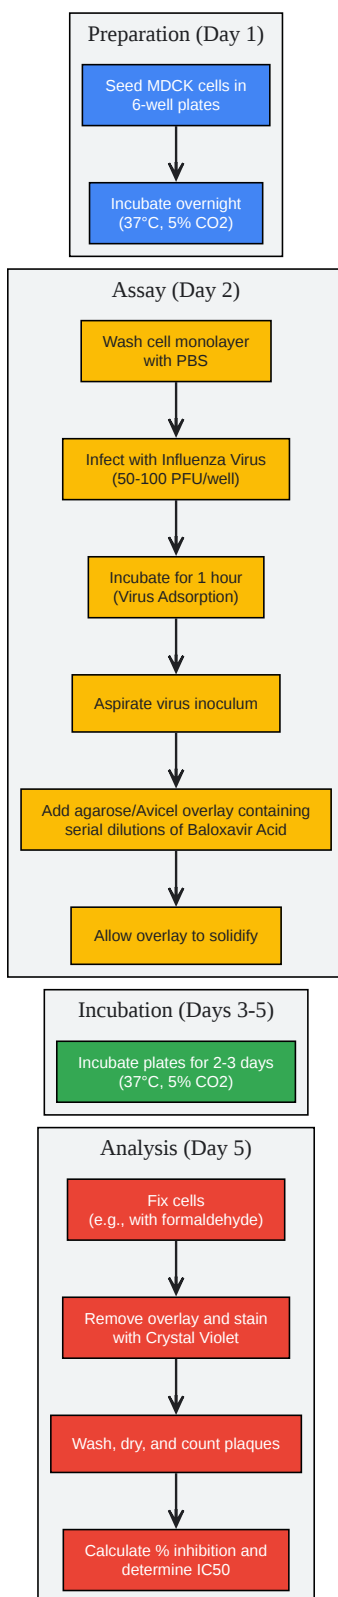 Preparation (Day 1)
Seed MDCK cells in
6-well plates
Incubate overnight
(37°C, 5% CO2)
Assay (Day 2)
Wash cell monolayer
with PBS
Infect with Influenza Virus
(50-100 PFU/well)
Incubate for 1 hour
(Virus Adsorption)
Aspirate virus inoculum
Add agarose/Avicel overlay containing
serial dilutions of Baloxavir Acid
Allow overlay to solidify
Incubation (Days 3-5)
Incubate plates for 2-3 days
(37°C, 5% CO2)
Analysis (Day 5)
Fix cells
(e.g., with formaldehyde)
Remove overlay and stain
with Crystal Violet
Wash, dry, and count plaques
Calculate % inhibition and
determine IC50